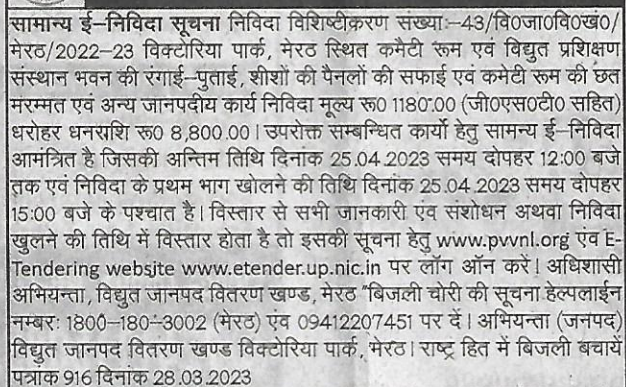 सामान्य ई–निविदा सूचना निविदा विशिष्टीकरण संख्याः–43/वि0जा0वि0खं0/
मेरठ/2022–23 विक्टोरिया पार्क, मेरठ स्थित कमैटी रूम एवं विद्युत प्रशिक्षण
संस्थान भवन की रंगाई–पुताई, शीशों की पैनलों की सफाई एवं कमेटी रूम की छत
मरम्मत एवं अन्य जानपदीय कार्य निविदा मूल्य रू0 1180.00 (जी0एस0टी0 सहित)
धरोहर धनराशि रू0 8,800.00 | उपरोक्त सम्बन्धित कार्यो हेतु सामन्य ई–निविदा
आमंत्रित है जिसकी अन्तिम तिथि दिनांक 25.04.2023 समय दोपहर 12:00 बजे
तक एवं निविदा के प्रथम भाग खोलने की तिथि दिनांक 25.04.2023 समय दोपहर
15:00 बजे के पश्चात है। विस्तार से सभी जानकारी एंव संशोधन अथवा निविदा
खुलने की तिथि में विस्तार होता है तो इसकी सूचना हेतु www.pvvnl.org एंव E-
Tendering website www.etender.up.nic.in पर लॉग ऑन करें। अधिशासी
अभियन्ता, विद्युत जानपद वितरण खण्ड, मेरठ "बिजली चोरी की सूचना हेल्पलाईन
नम्बर: 1800–180–3002 (मेरठ) एंव 09412207451 पर दें। अभियन्ता (जनपद)
विद्युत जानपद वितरण खण्ड विक्टोरिया पार्क, मेरठ। राष्ट्र हित में बिजली बचायें
पत्रांक 916 दिनांक 28.03.2023